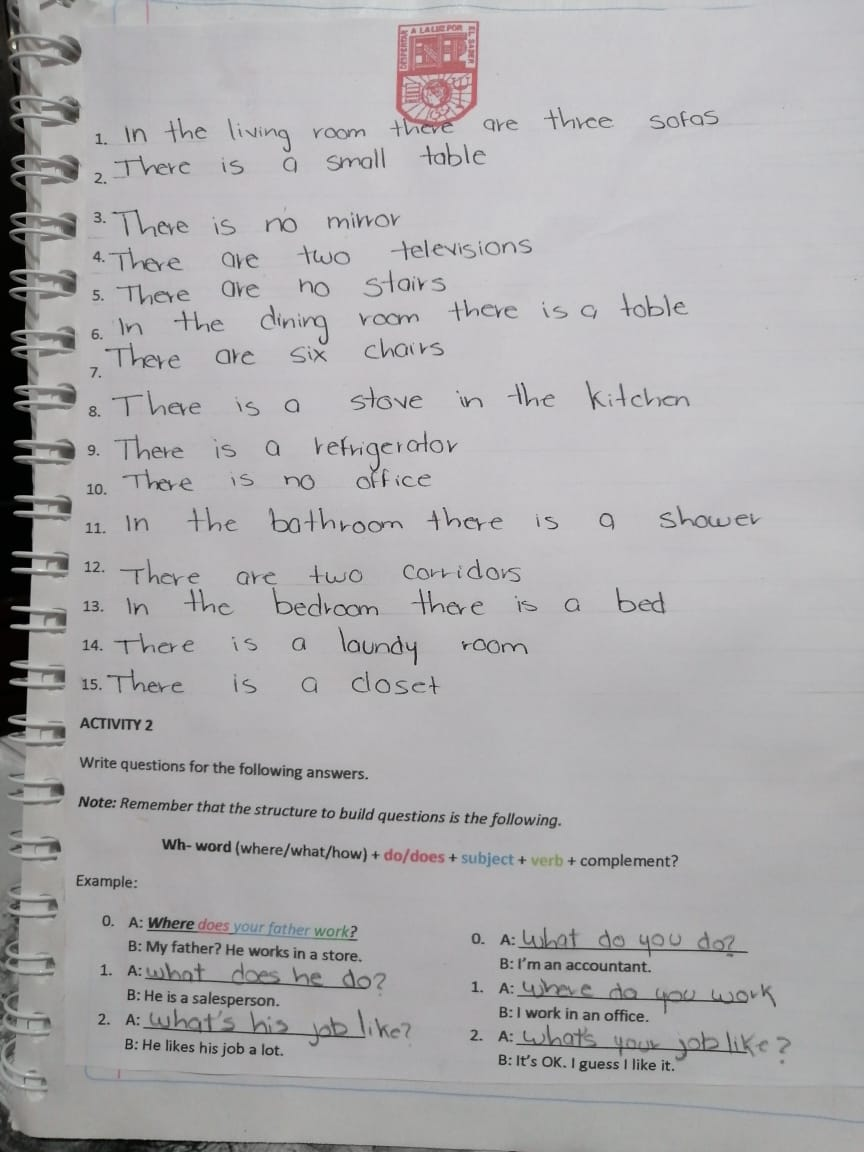 A LA LUZ POR EL SABER
1. In the living room there are three sofas
2. There is a small table
3. There is no mirror
4. There are two televisions
5. There are no stairs
6. In the dining room there is a table
7. There are six chairs
8. There is a stove in the kitchen
9. There is a refrigerator
10. There is no office
11. In the bathroom there is a shower
12. There are two corridors
13. In the bedroom there is a bed
14. There is a laundy room
15. There is a closet
ACTIVITY 2
Write questions for the following answers.
Note: Remember that the structure to build questions is the following.
Wh- word (where/what/how) + do/does + subject + verb + complement?
Example:
0. A: Where does your father work?
B: My father? He works in a store.
1. A: what does he do?
B: He is a salesperson.
2. A: what's his job like?
B: He likes his job a lot.
0. A: What do you do?
B: I'm an accountant.
1. A: where do you work
B: I work in an office.
2. A: what's your job like?
B: It's OK. I guess I like it.